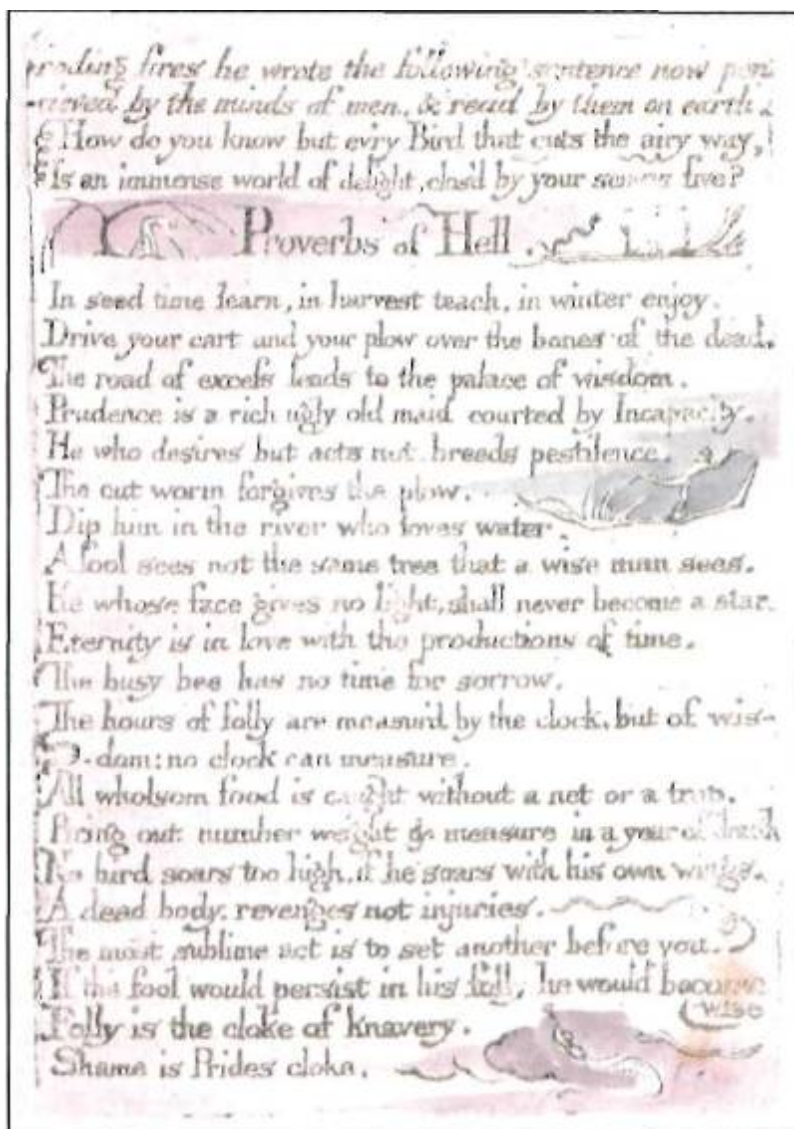 roding fires he wrote the following sentence now per
cieved by the minds of men, & read by them on earth.
How do you know but ev'ry Bird that cuts the airy way,
Is an immense world of delight, clos'd by your senses five?
Proverbs of Hell.
In seed time learn, in harvest teach, in winter enjoy.
Drive your cart and your plow over the bones of the dead.
The road of excess leads to the palace of wisdom.
Prudence is a rich ugly old maid courted by Incapacity.
He who desires but acts not, breeds pestilence.
The cut worm forgives the plow.
Dip him in the river who loves water.
A fool sees not the same tree that a wise man sees.
He whose face gives no light, shall never become a star.
Eternity is in love with the productions of time.
The busy bee has no time for sorrow.
The hours of folly are measur'd by the clock, but of wis-
-dom: no clock can measure.
All wholsom food is caught without a net or a trap.
Bring out number weight & measure in a year of dearth
No bird soars too high, if he soars with his own wings.
A dead body, revenges not injuries.
The most sublime act is to set another before you.
If the fool would persist in his folly he would become
wise
Folly is the cloke of knavery.
Shame is Prides cloke.